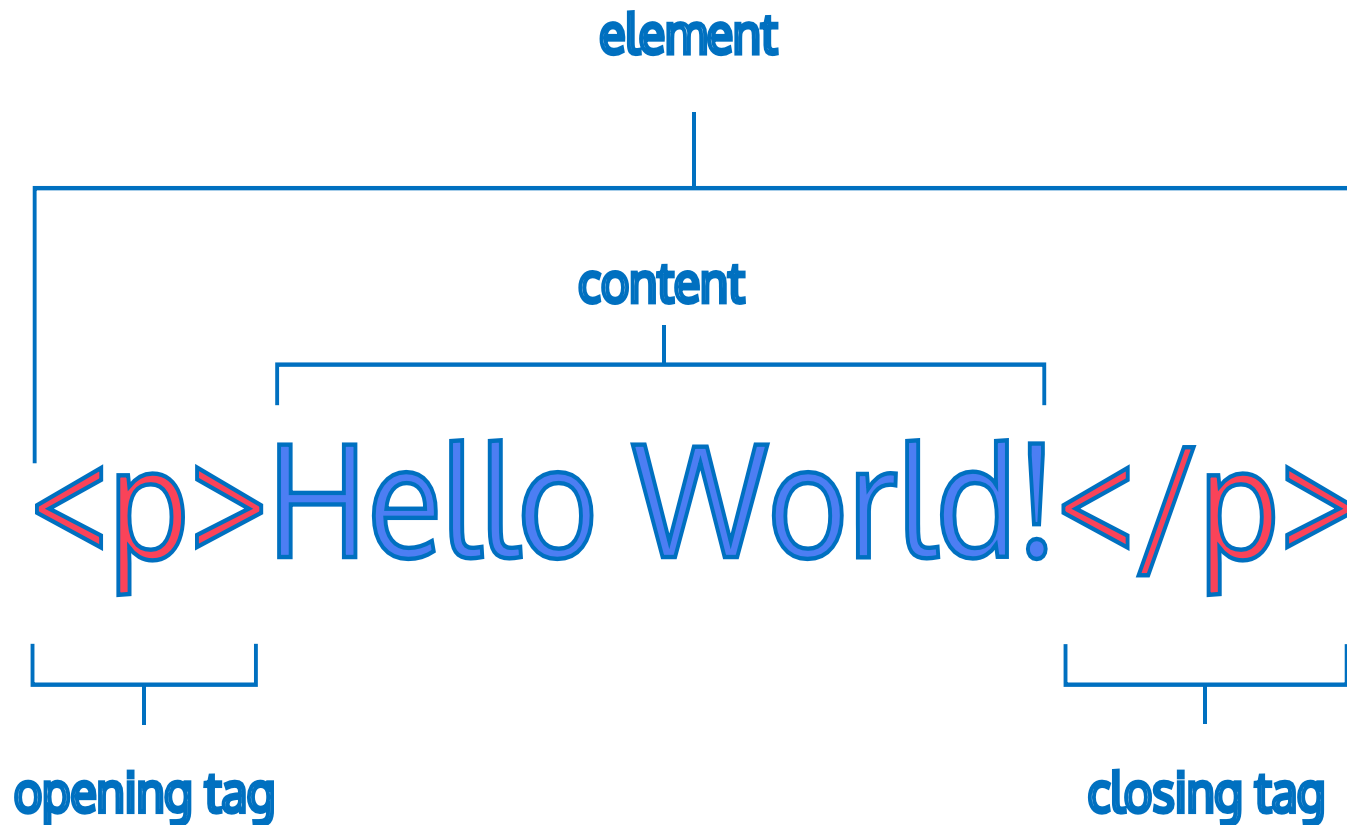 element
content
<p>Hello World!</p>
opening tag
closing tag